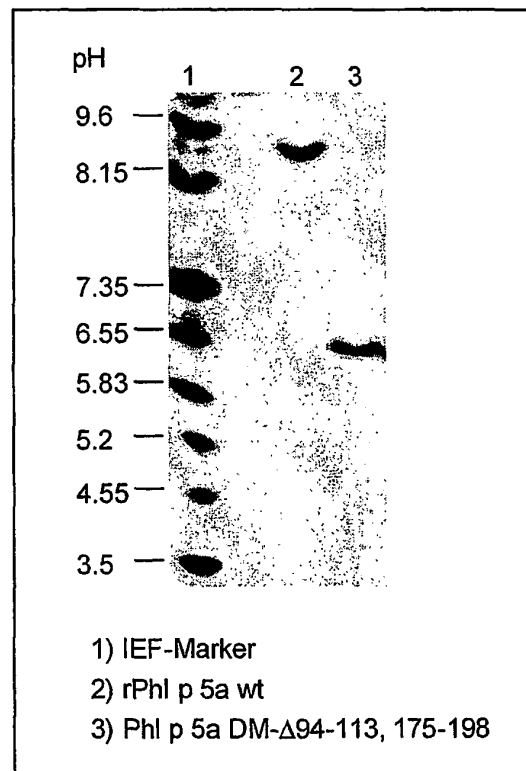 pH
1 2 3
9.6
8.15
7.35
6.55
5.83
5.2
4.55
3.5
1) IEF-Marker
2) rPhl p 5a wt
3) Phl p 5a DM-Δ94-113, 175-198